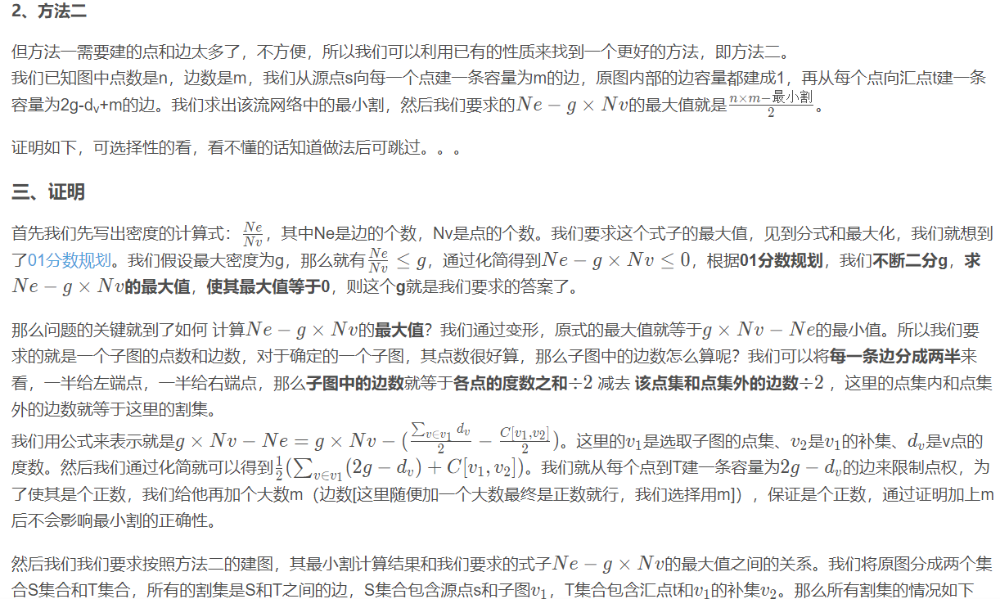 2、方法二
但方法一需要建的点和边太多了，不方便，所以我们可以利用已有的性质来找到一个更好的方法，即方法二。
我们已知图中点数是n，边数是m，我们从源点s向每一个点建一条容量为m的边，原图内部的边容量都建成1，再从每个点向汇点t建一条
容量为2g-dᵥ+m的边。我们求出该流网络中的最小割，然后我们要求的$Ne-g\times Nv$的最大值就是$\frac{n\times m-最小割}{2}$。
证明如下，可选择性的看，看不懂的话知道做法后可跳过。。。
三、证明
首先我们先写出密度的计算式：$\frac{Ne}{Nv}$，其中Ne是边的个数，Nv是点的个数。我们要求这个式子的最大值，见到分式和最大化，我们就想到
了01分数规划。我们假设最大密度为g，那么就有$\frac{Ne}{Nv}\leq g$，通过化简得到$Ne-g\times Nv\leq 0$，根据01分数规划，我们不断二分g，求
$Ne-g\times Nv$的最大值，使其最大值等于0，则这个g就是我们要求的答案了。
那么问题的关键就到了如何 计算$Ne-g\times Nv$的最大值？我们通过变形，原式的最大值就等于$g\times Nv-Ne$的最小值。所以我们要
求的就是一个子图的点数和边数，对于确定的一个子图，其点数很好算，那么子图中的边数怎么算呢？我们可以将每一条边分成两半来
看，一半给左端点，一半给右端点，那么子图中的边数就等于各点的度数之和$\div 2$ 减去 该点集和点集外的边数$\div 2$ ，这里的点集内和点集
外的边数就等于这里的割集。
我们用公式来表示就是$g\times Nv-Ne=g\times Nv-(\frac{\sum_{v\in v_1}d_v}{2}-\frac{C[v_1,v_2]}{2})$。这里的$v_1$是选取子图的点集、$v_2$是$v_1$的补集、$d_v$是v点的
度数。然后我们通过化简就可以得到$\frac{1}{2}(\sum_{v\in v_1}(2g-d_v)+C[v_1,v_2])$。我们就从每个点到T建一条容量为$2g-d_v$的边来限制点权，为
了使其是个正数，我们给他再加个大数m（边数[这里随便加一个大数最终是正数就行，我们选择用m]），保证是个正数，通过证明加上m
后不会影响最小割的正确性。
然后我们我们要求按照方法二的建图，其最小割计算结果和我们要求的式子$Ne-g\times Nv$的最大值之间的关系。我们将原图分成两个集
合S集合和T集合，所有的割集是S和T之间的边，S集合包含源点s和子图$v_1$，T集合包含汇点t和$v_1$的补集$v_2$。那么所有割集的情况如下